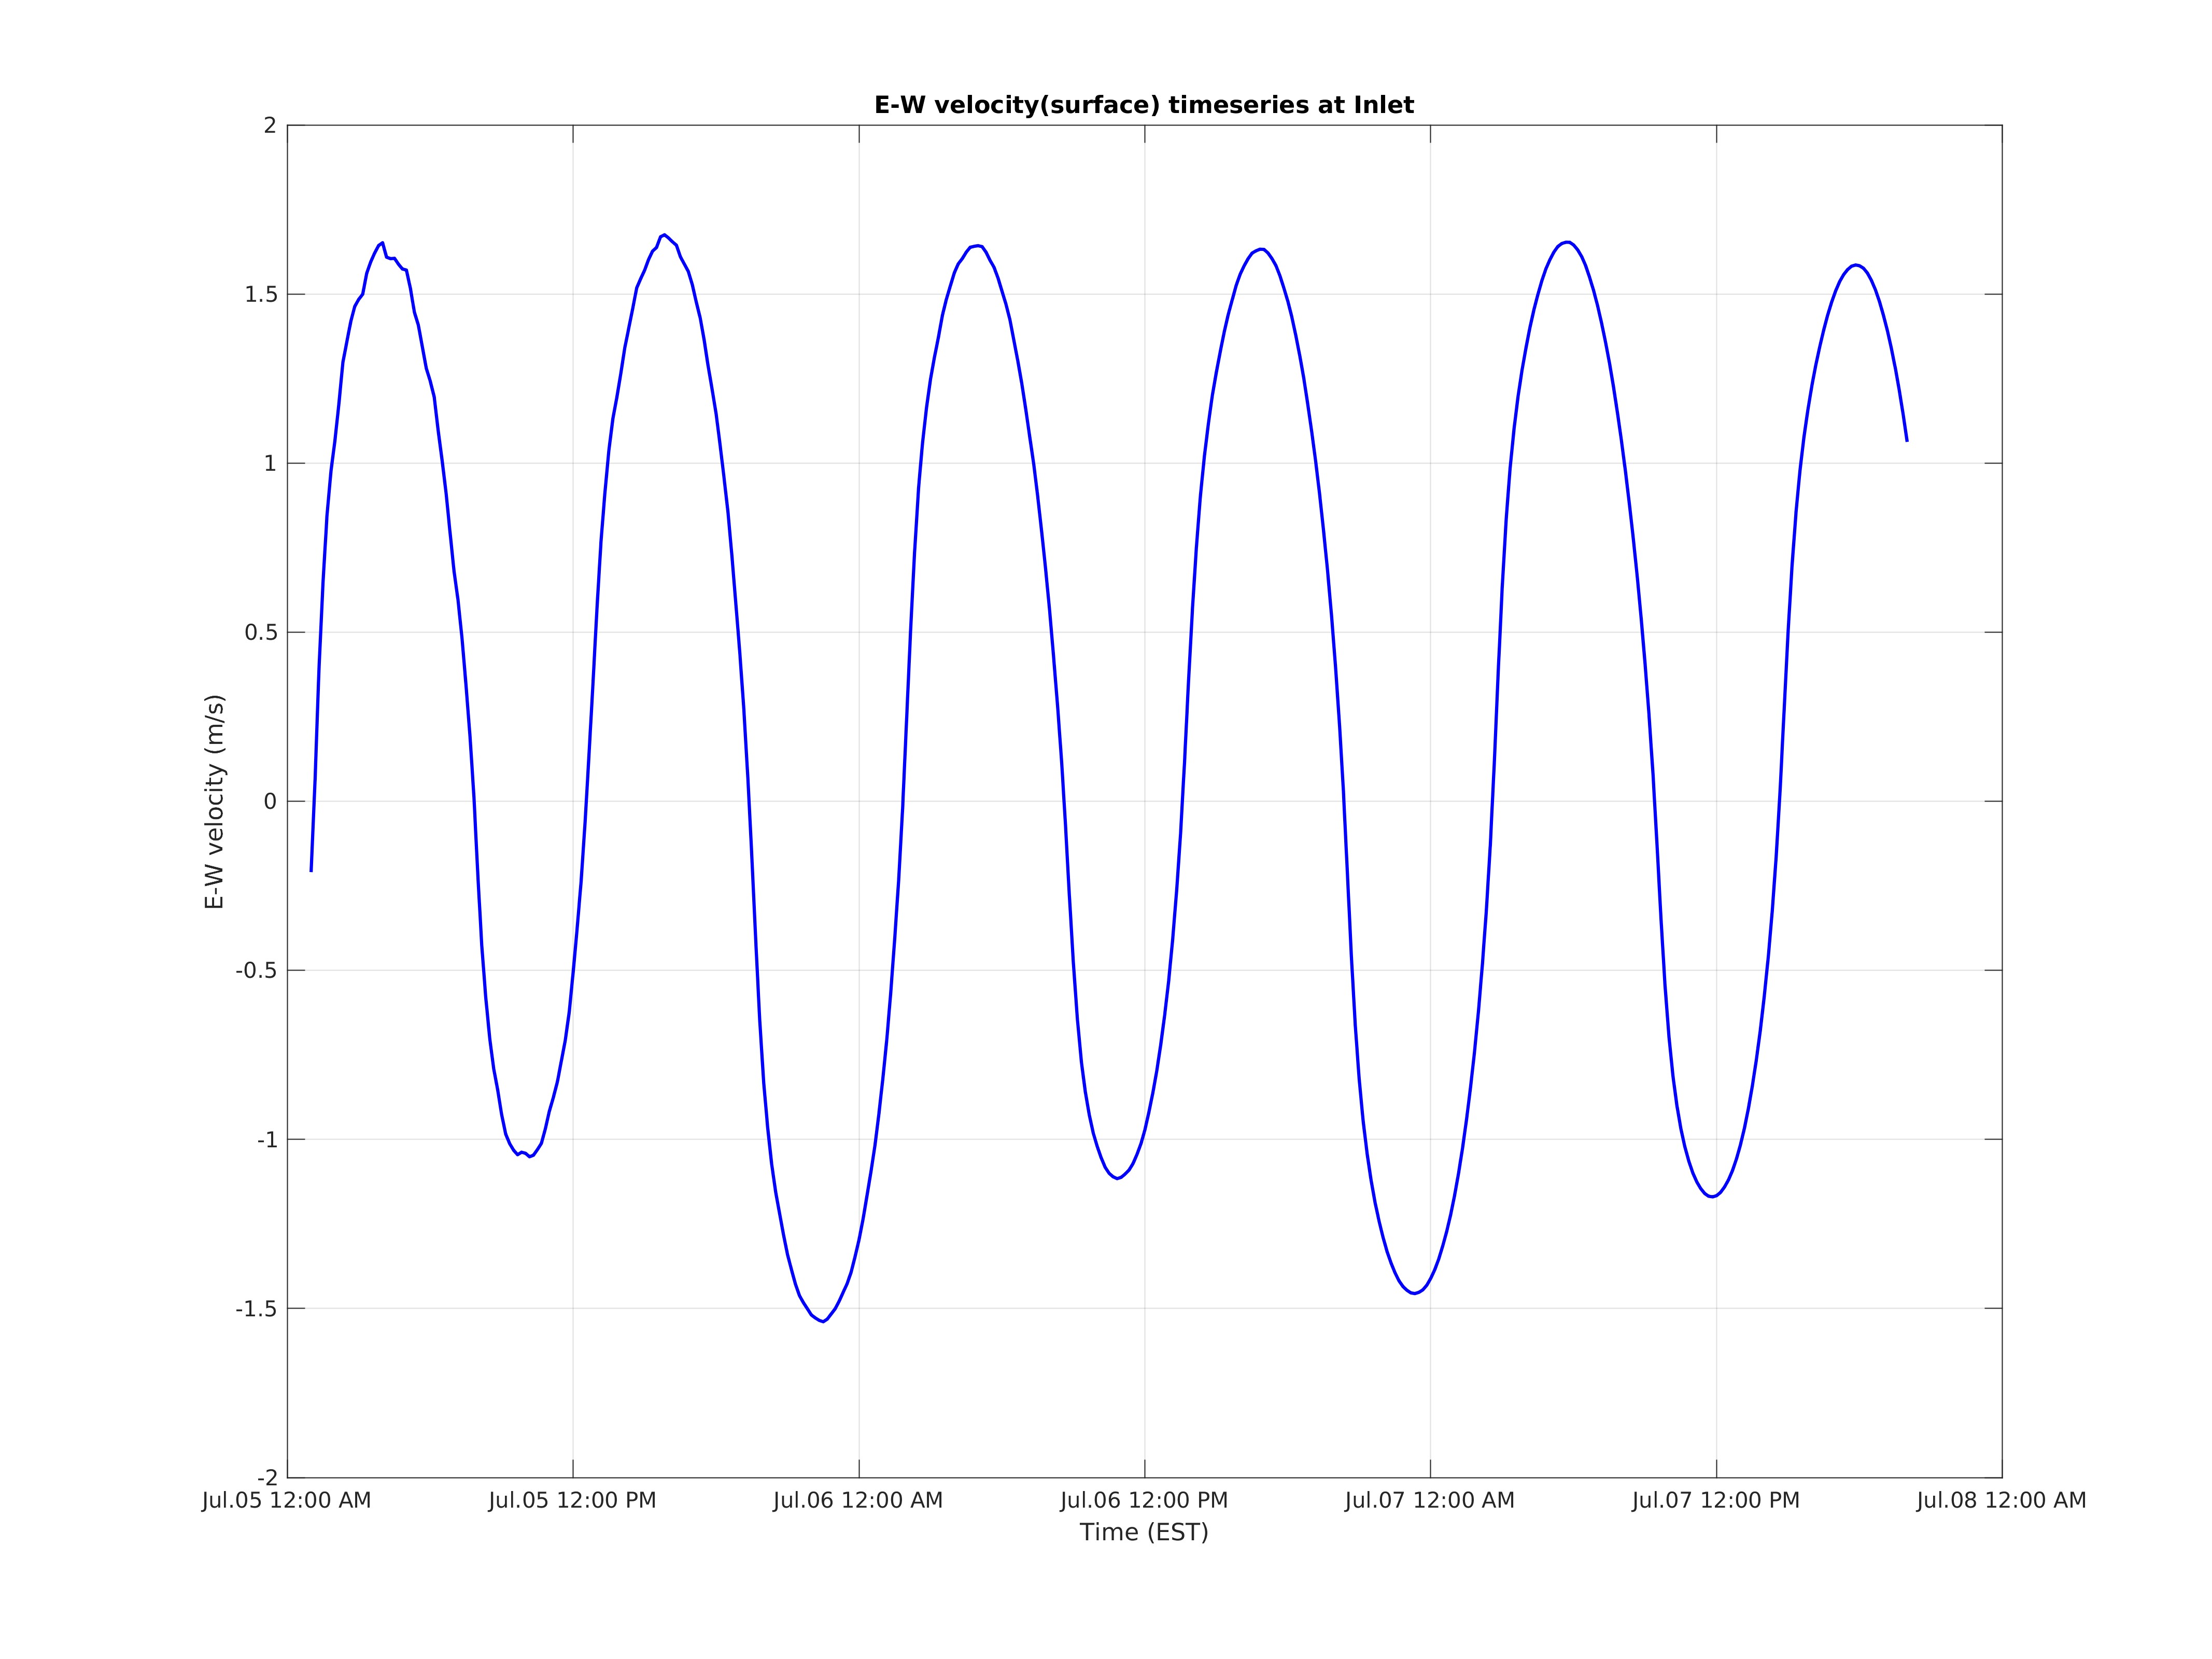 E-W velocity(surface) timeseries at Inlet
2
1.5
1
0.5
0
-0.5
-1
-1.5
-2
E-W velocity (m/s)
Jul.05 12:00 AM Jul.05 12:00 PM Jul.06 12:00 AM Jul.06 12:00 PM Jul.07 12:00 AM Jul.07 12:00 PM Jul.08 12:00 AM
Time (EST)